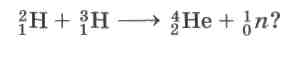 ²₁H + ³₁H ⟶ ⁴₂He + ¹₀n?